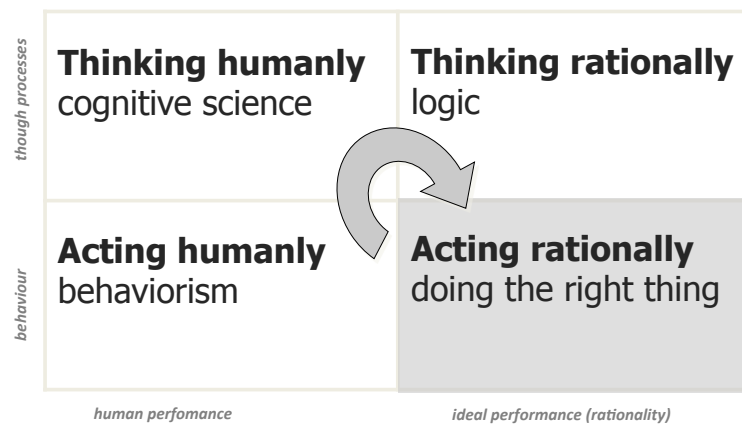 though processes
Thinking humanly
cognitive science
Thinking rationally
logic
behaviour
Acting humanly
behaviorism
Acting rationally
doing the right thing
human perfomance
ideal performance (rationality)